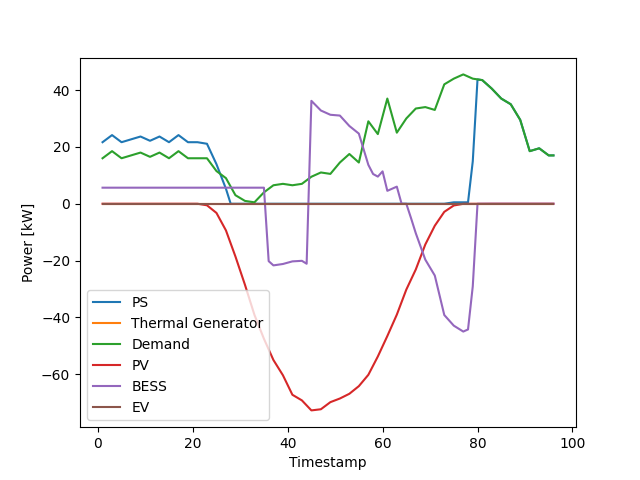 40
20
0
−20
−40
−60
Power [kW]
PS
Thermal Generator
Demand
PV
BESS
EV
0 20 40 60 80 100
Timestamp